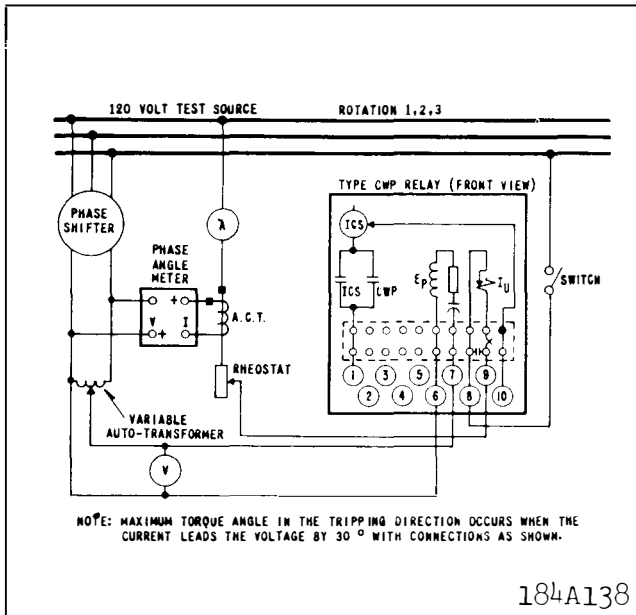 120 VOLT TEST SOURCE ROTATION 1,2,3
TYPE CWP RELAY (FRONT VIEW)
PHASE SHIFTER
λ
ICS
PHASE ANGLE METER
ICS CWP
EP
IU
SWITCH
+
V I
+
A.C.T.
RHEOSTAT
1 3 5 7 9
2 4 6 8 10
VARIABLE AUTO-TRANSFORMER
V
NOTE: MAXIMUM TORQUE ANGLE IN THE TRIPPING DIRECTION OCCURS WHEN THE
CURRENT LEADS THE VOLTAGE BY 30 ° WITH CONNECTIONS AS SHOWN.
184A138